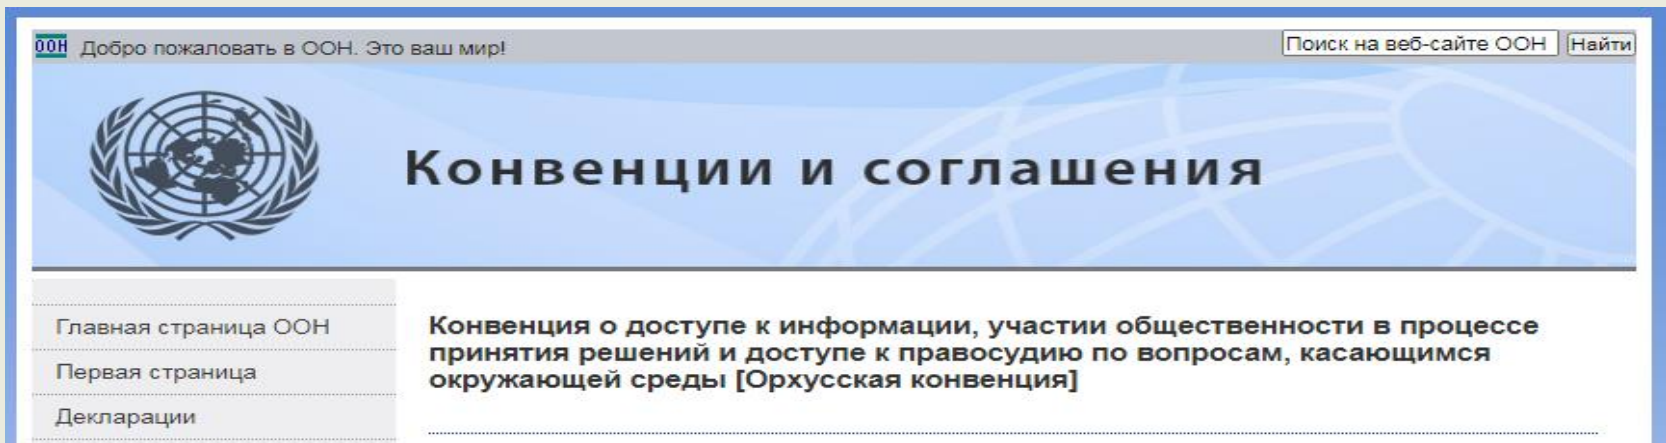 ООН Добро пожаловать в ООН. Это ваш мир! Поиск на веб-сайте ООН Найти
Конвенции и соглашения
Главная страница ООН
Первая страница
Декларации
Конвенция о доступе к информации, участии общественности в процессе
принятия решений и доступе к правосудию по вопросам, касающимся
окружающей среды [Орхусская конвенция]